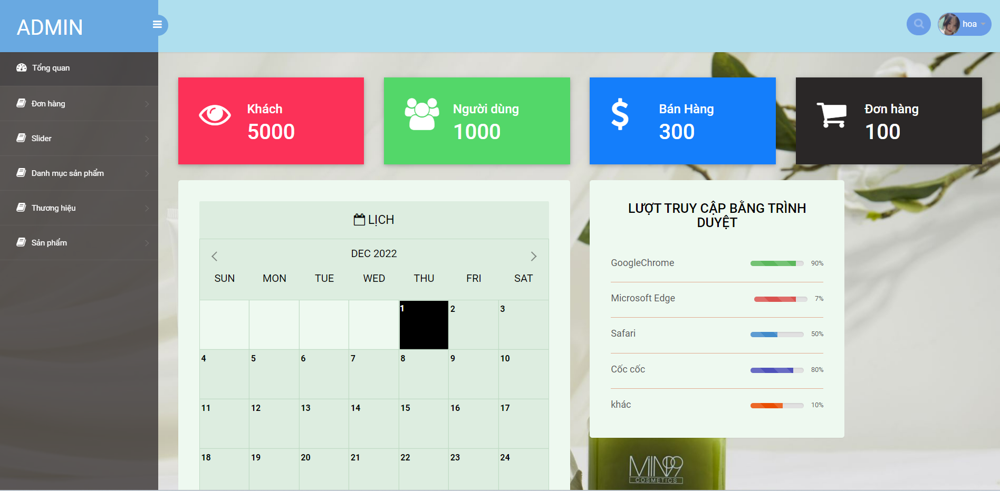 ADMIN
hoa
Tổng quan
Đơn hàng
Slider
Danh mục sản phẩm
Thương hiệu
Sản phẩm
Khách
5000
Người dùng
1000
Bán Hàng
300
Đơn hàng
100
LỊCH
DEC 2022
SUN MON TUE WED THU FRI SAT
1 2 3
4 5 6 7 8 9 10
11 12 13 14 15 16 17
18 19 20 21 22 23 24
LƯỢT TRUY CẬP BẰNG TRÌNH
DUYỆT
GoogleChrome 90%
Microsoft Edge 7%
Safari 50%
Cốc cốc 80%
khác 10%
MIIN99
COSMETICS